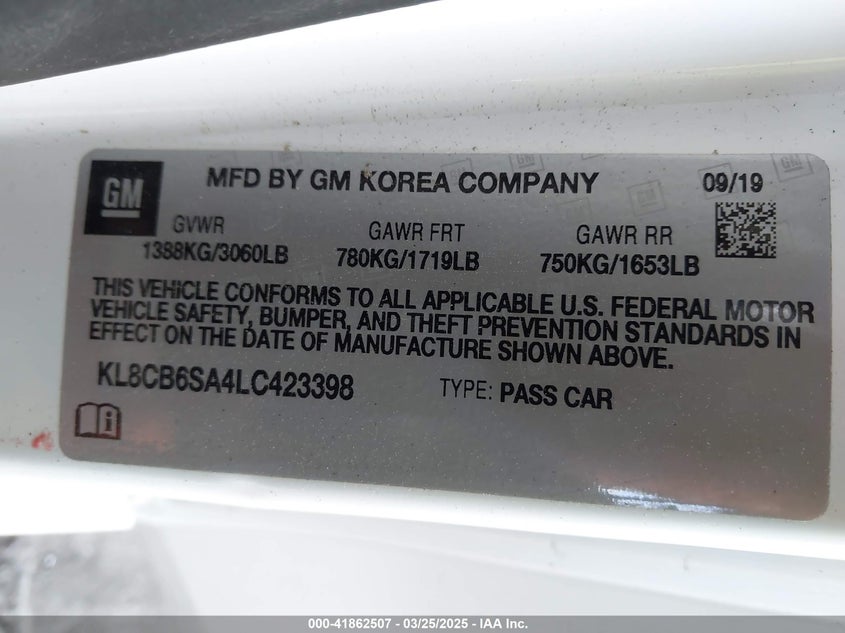 GM
MFD BY GM KOREA COMPANY
09/19
GVWR
1388KG/3060LB
GAWR FRT
780KG/1719LB
GAWR RR
750KG/1653LB
THIS VEHICLE CONFORMS TO ALL APPLICABLE U.S. FEDERAL MOTOR
VEHICLE SAFETY, BUMPER, AND THEFT PREVENTION STANDARDS IN
EFFECT ON THE DATE OF MANUFACTURE SHOWN ABOVE.
KL8CB6SA4LC423398
TYPE: PASS CAR
000-41862507 - 03/25/2025 - IAA Inc.